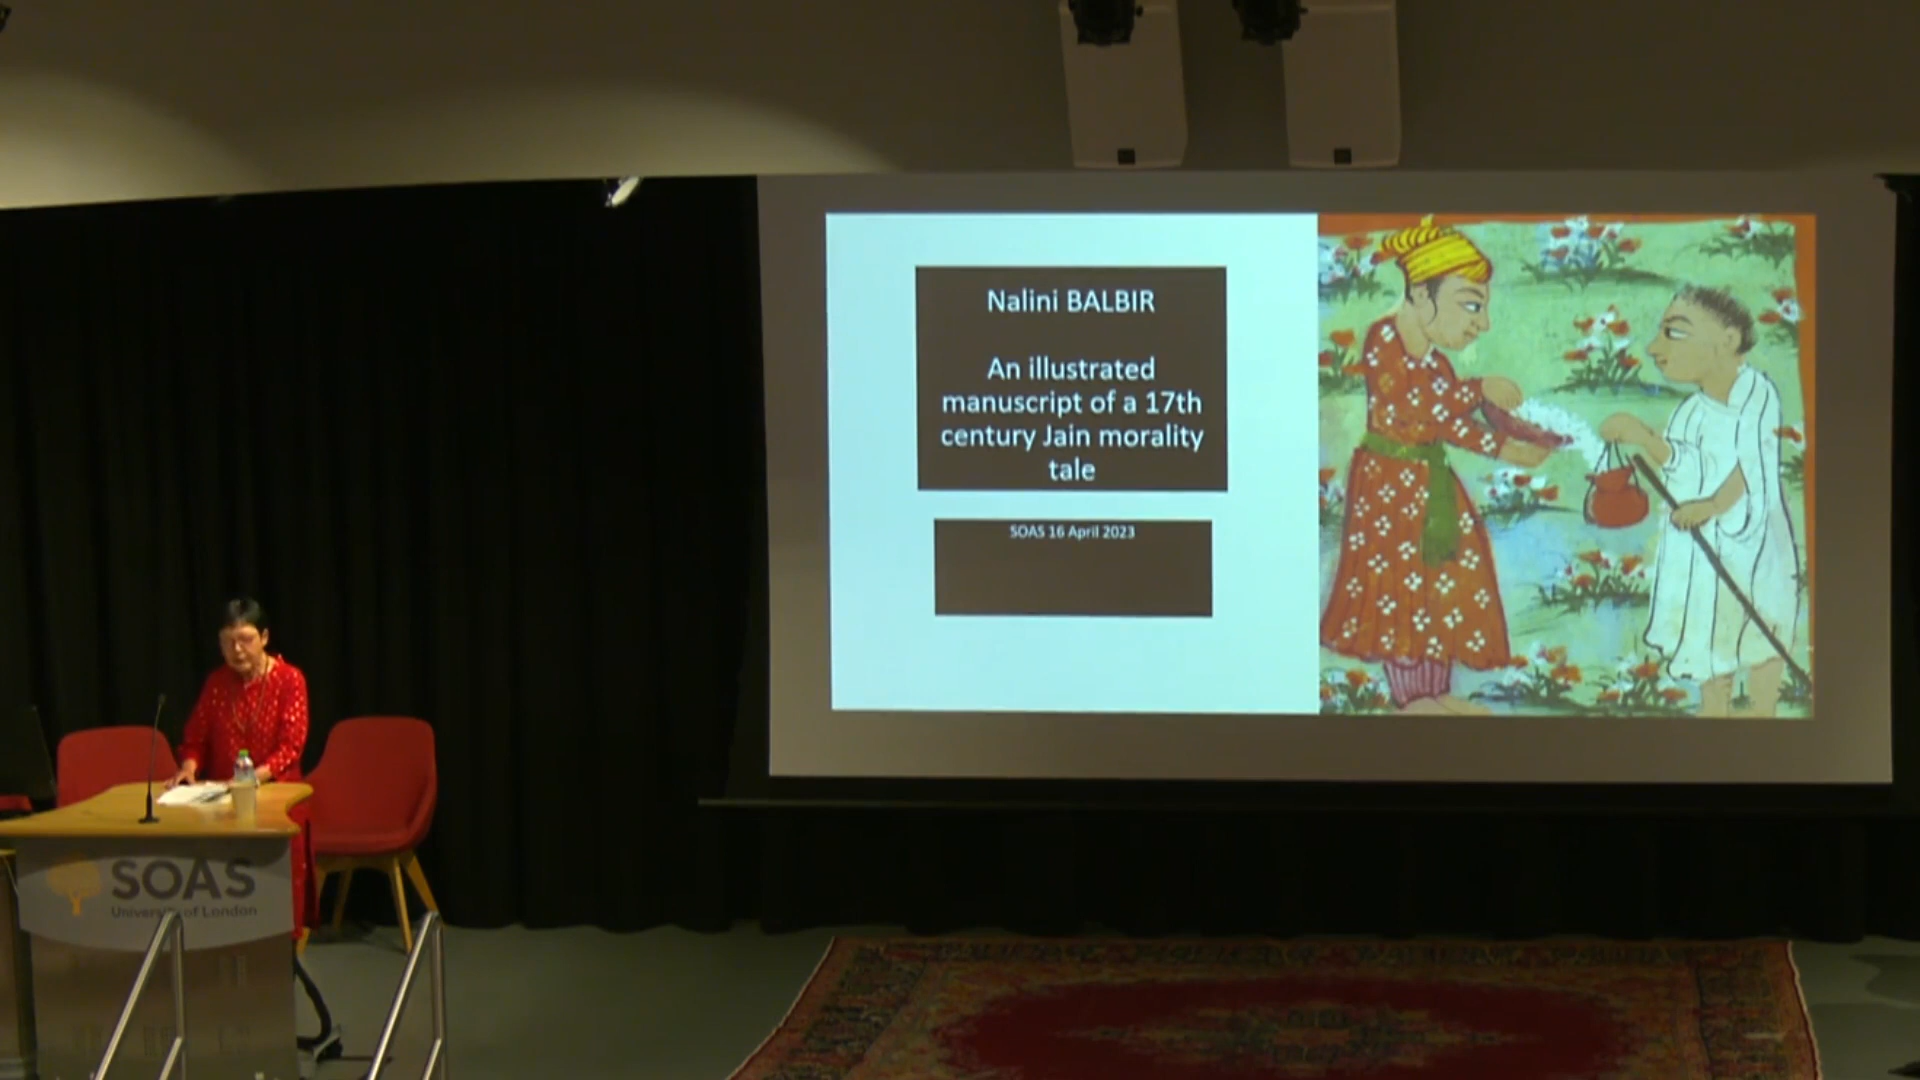 Nalini BALBIR
An illustrated
manuscript of a 17th
century Jain morality
tale
SOAS 16 April 2023
SOAS
University of London